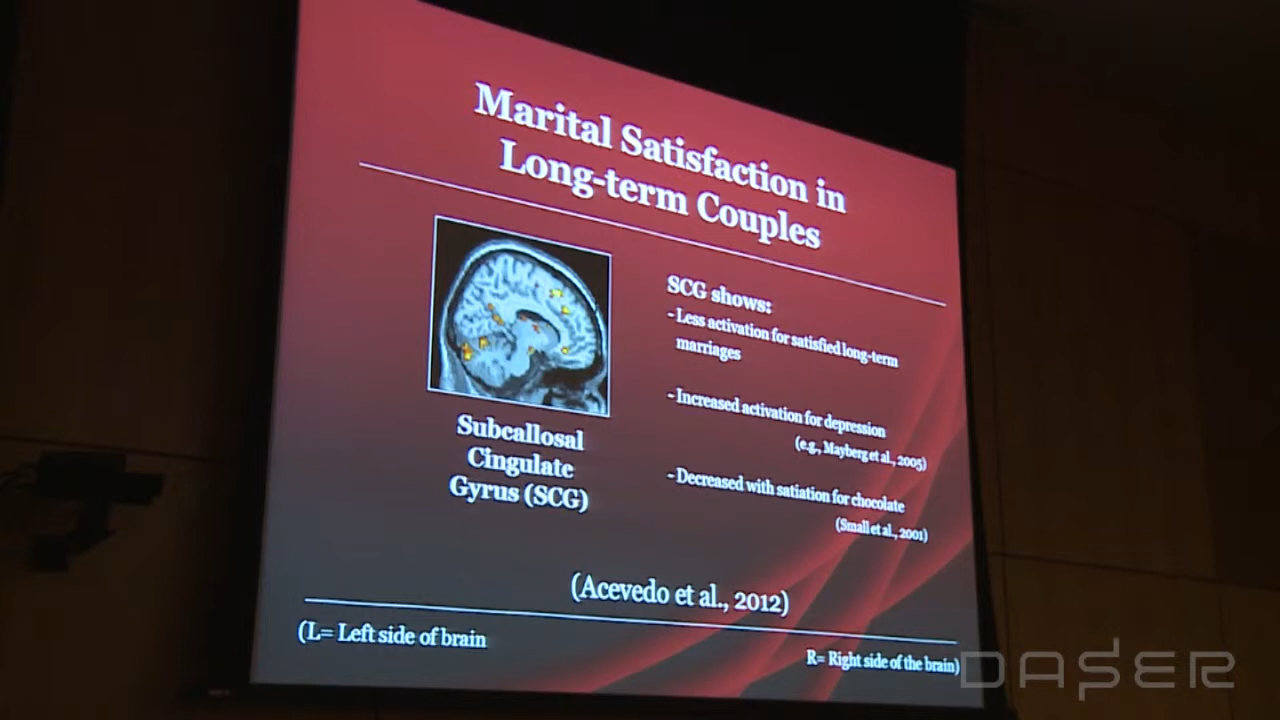 Marital Satisfaction in
Long-term Couples
SCG shows:
- Less activation for satisfied long-term
marriages
- Increased activation for depression
(e.g., Mayberg et al., 2005)
- Decreased with satiation for chocolate
(Small et al., 2001)
Subcallosal
Cingulate
Gyrus (SCG)
(Acevedo et al., 2012)
(L= Left side of brain
R= Right side of the brain)
DASER